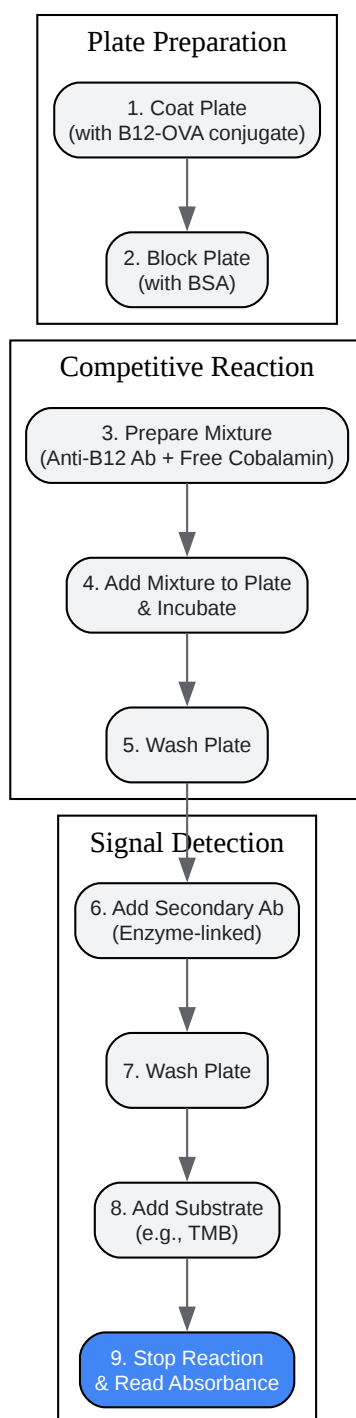 Plate Preparation
1. Coat Plate
(with B12-OVA conjugate)
2. Block Plate
(with BSA)
Competitive Reaction
3. Prepare Mixture
(Anti-B12 Ab + Free Cobalamin)
4. Add Mixture to Plate
& Incubate
5. Wash Plate
Signal Detection
6. Add Secondary Ab
(Enzyme-linked)
7. Wash Plate
8. Add Substrate
(e.g., TMB)
9. Stop Reaction
& Read Absorbance